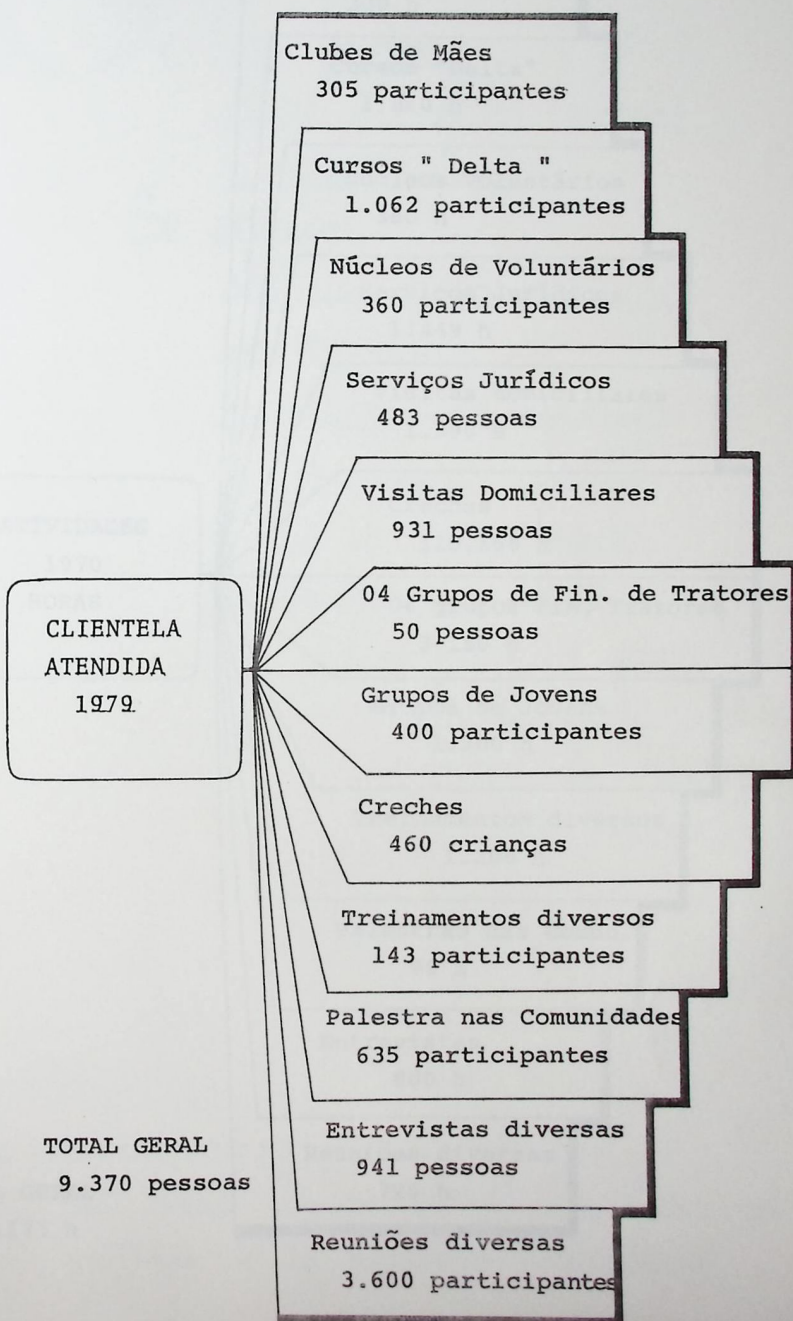 Clubes de Mães
305 participantes
Cursos " Delta "
1.062 participantes
Núcleos de Voluntários
360 participantes
Serviços Jurídicos
483 pessoas
Visitas Domiciliares
931 pessoas
04 Grupos de Fin. de Tratores
50 pessoas
CLIENTELA
ATENDIDA
1979
Grupos de Jovens
400 participantes
Creches
460 crianças
Treinamentos diversos
143 participantes
Palestra nas Comunidades
635 participantes
Entrevistas diversas
941 pessoas
TOTAL GERAL
9.370 pessoas
Reuniões diversas
3.600 participantes